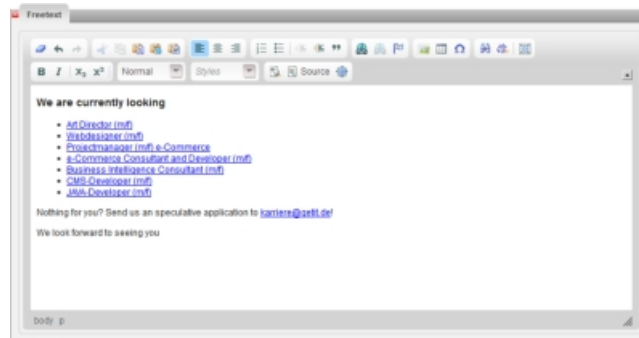 Freetext
B I X₂ X² Normal Styles Source
We are currently looking
Art Director (m/f)
Webdesigner (m/f)
Projectmanager (m/f) e-Commerce
e-Commerce Consultant and Developer (m/f)
Business Intelligence Consultant (m/f)
CMS-Developer (m/f)
JAVA-Developer (m/f)
Nothing for you? Send us an speculative application to karriere@getit.de!
We look forward to seeing you
body p